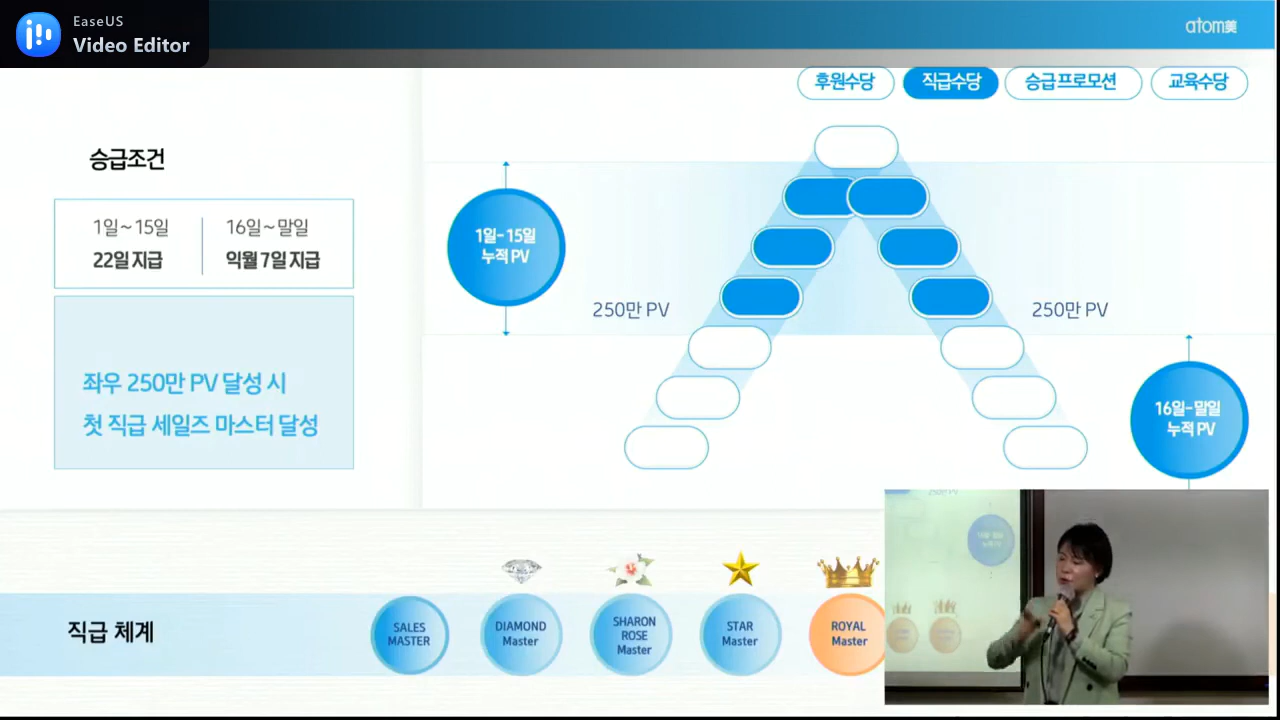 EaseUS
Video Editor
atom美
후원수당
직급수당
승급프로모션
교육수당
승급조건
1일~15일
22일지급
16일~말일
익월7일지급
좌우 250만 PV 달성 시
첫 직급 세일즈 마스터 달성
1일-15일
누적 PV
250만 PV
250만 PV
16일-말일
누적 PV
직급 체계
SALES
MASTER
DIAMOND
Master
SHARON
ROSE
Master
STAR
Master
ROYAL
Master